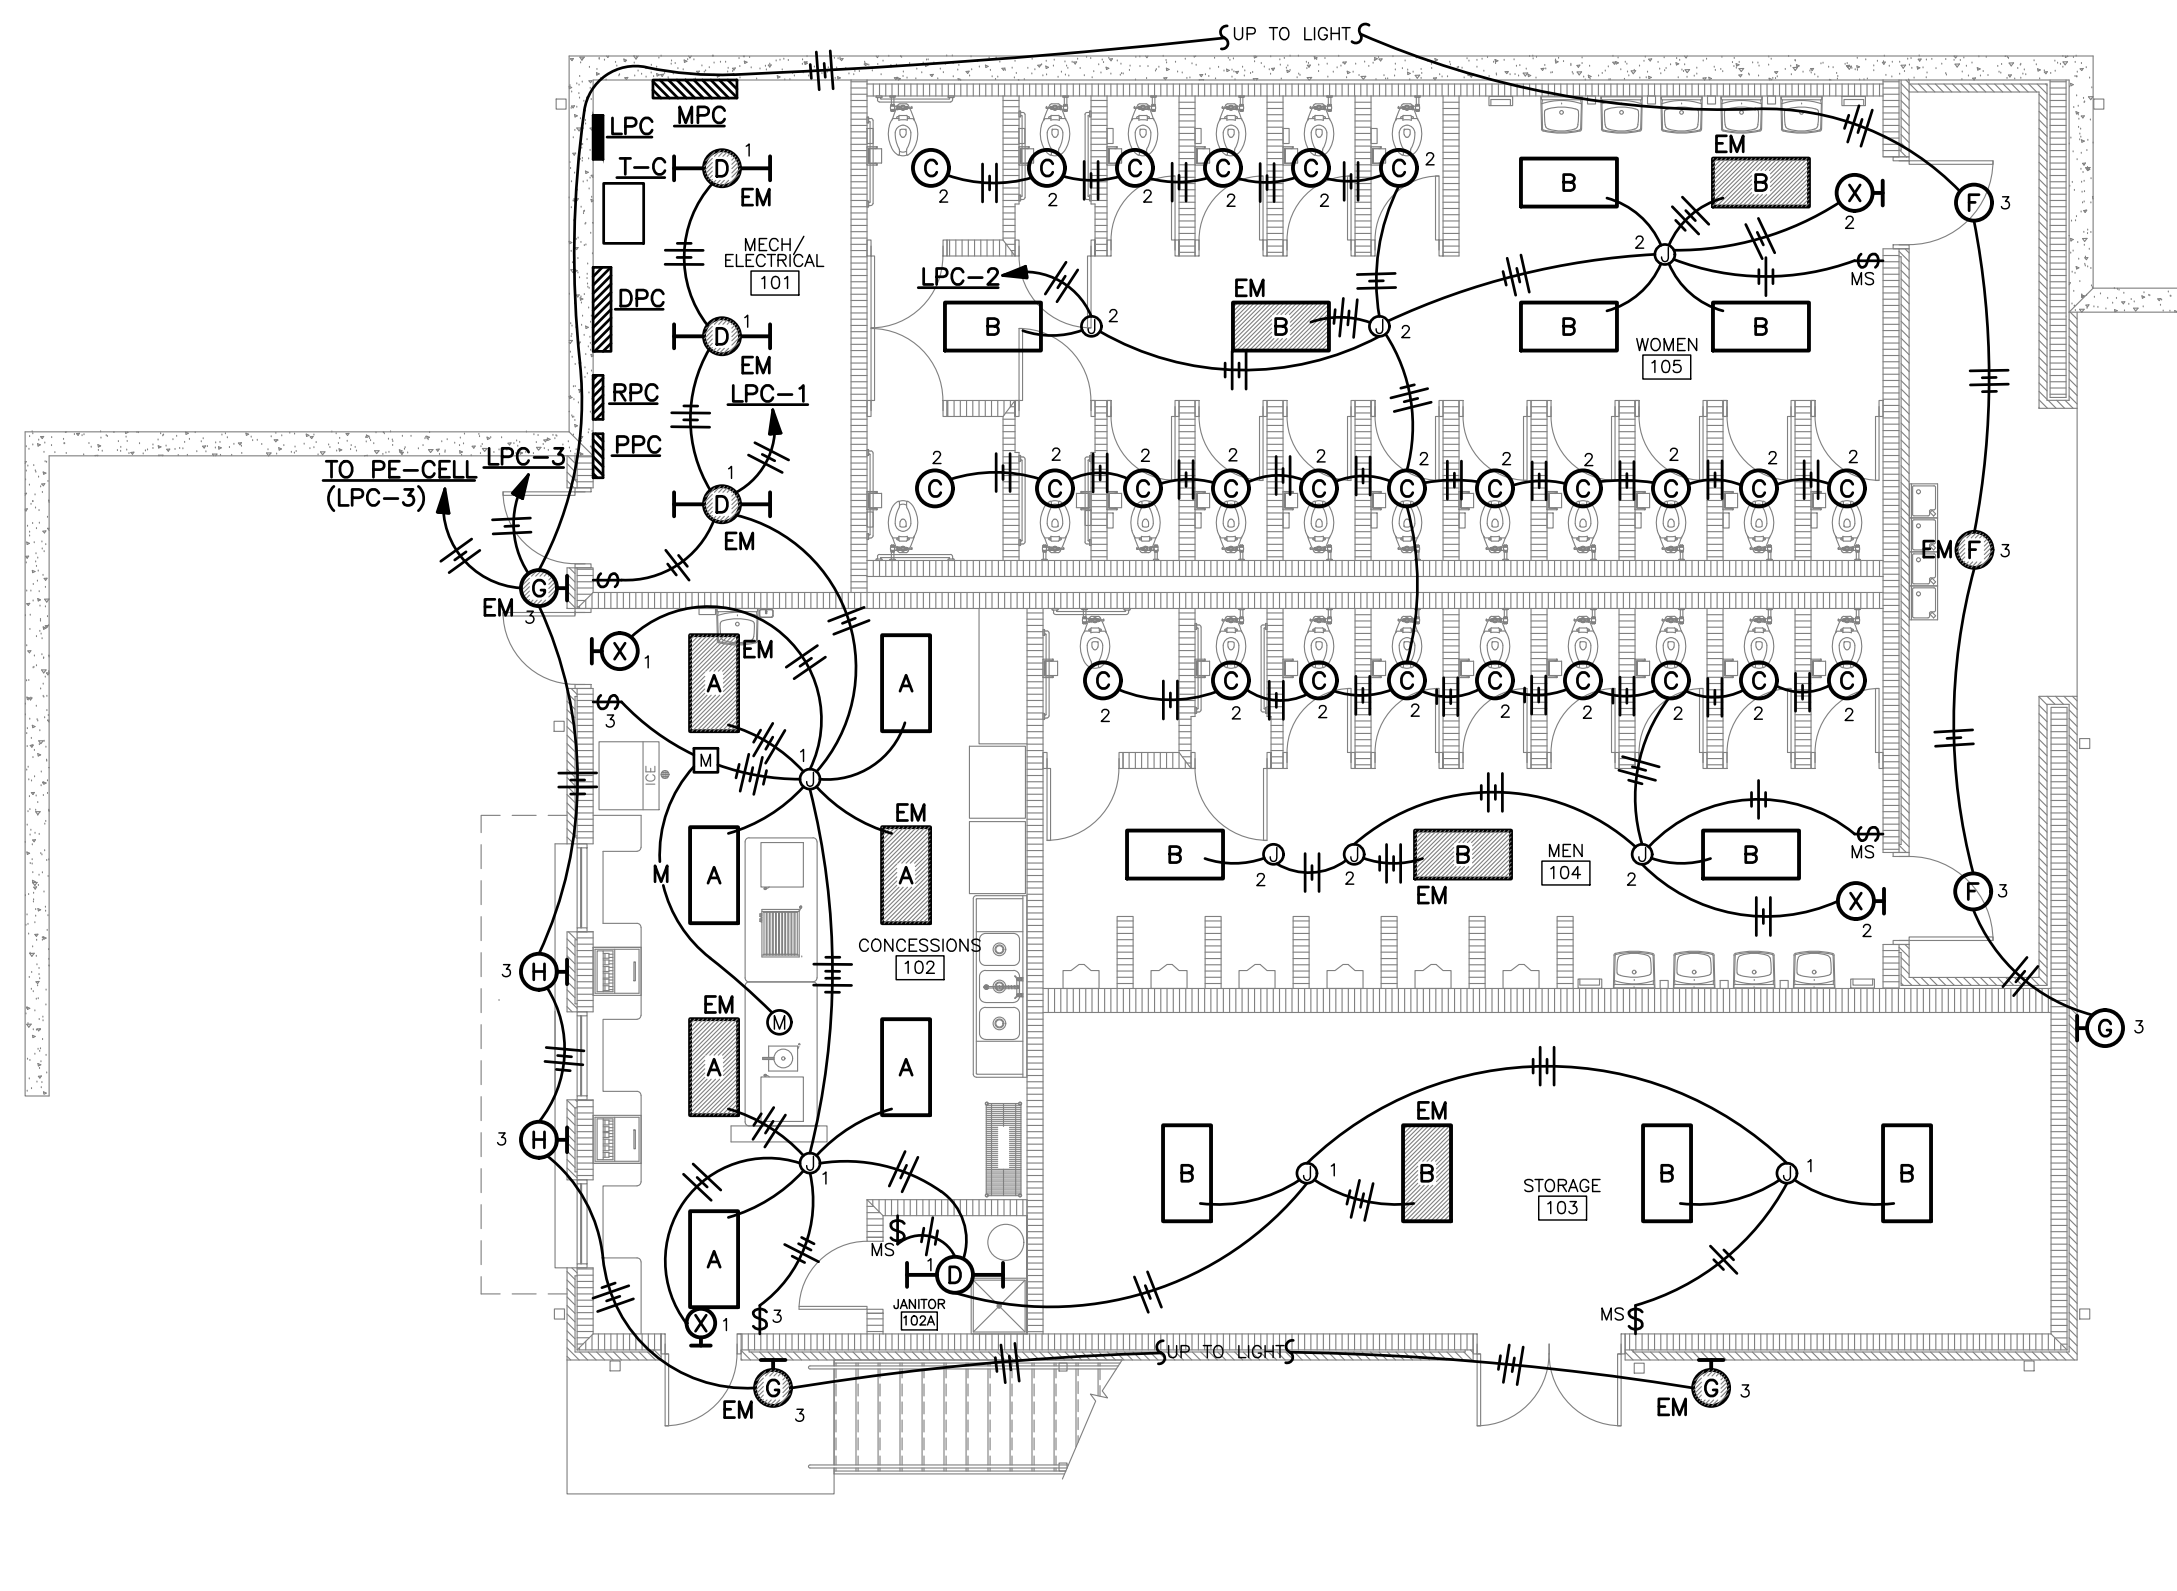 UP TO LIGHT
MPC
LPC
T-C
D
1
EM
MECH/
ELECTRICAL
101
DPC
D
1
EM
RPC
LPC-1
PPC
D
1
EM
TO PE-CELL
(LPC-3)
LPC-3
G
EM
3
C
2
C
2
C
2
C
2
C
2
C
2
B
EM
B
X
2
F
3
LPC-2
B
J
2
EM
B
J
2
2
J
MS
B
B
WOMEN
105
C
2
C
2
C
2
C
2
C
2
C
2
C
2
C
2
C
2
C
2
C
2
EM
F
3
X
1
A
EM
A
3
M
1
J
ICE
M
A
EM
A
CONCESSIONS
102
H
3
EM
A
M
A
H
3
J
1
A
X
1
3
MS
1
D
JANITOR
102A
C
2
C
2
C
2
C
2
C
2
C
2
C
2
C
2
C
2
B
J
2
J
2
B
EM
MEN
104
J
2
B
MS
X
2
F
3
G
3
B
J
1
EM
B
STORAGE
103
B
J
1
B
MS
UP TO LIGHT
G
EM
3
G
EM
3